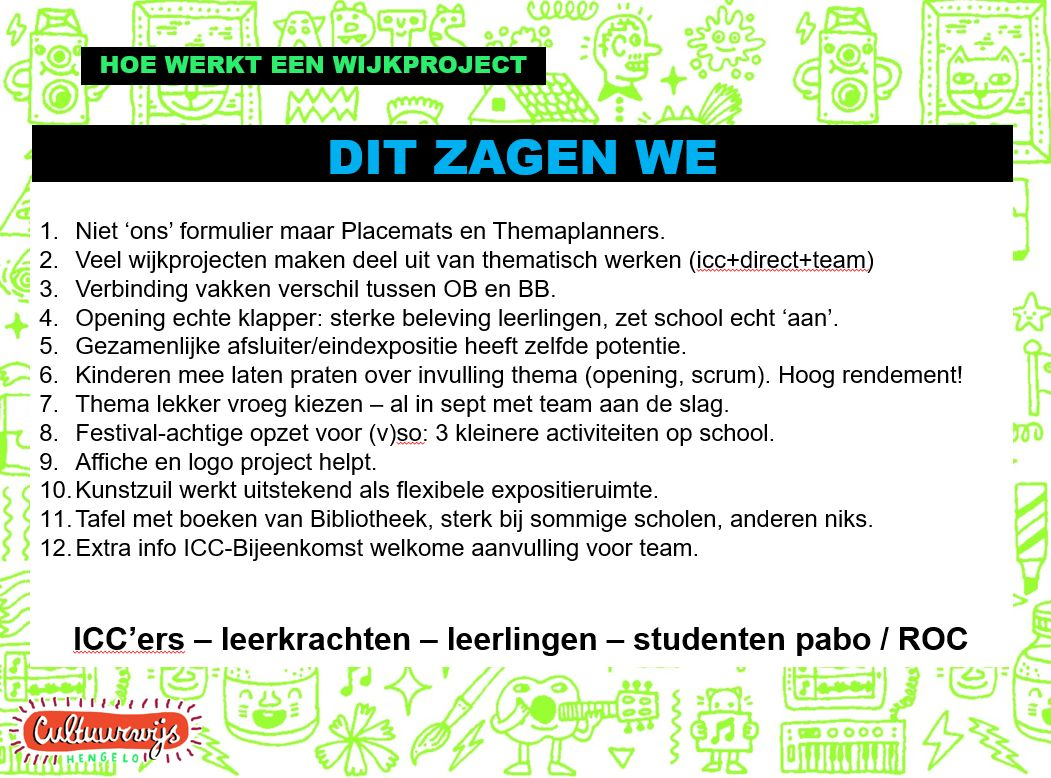 HOE WERKT EEN WIJKPROJECT
DIT ZAGEN WE
1. Niet ‘ons’ formulier maar Placemats en Themaplanners.
2. Veel wijkprojecten maken deel uit van thematisch werken (icc+direct+team)
3. Verbinding vakken verschil tussen OB en BB.
4. Opening echte klapper: sterke beleving leerlingen, zet school echt ‘aan’.
5. Gezamenlijke afsluiter/eindexpositie heeft zelfde potentie.
6. Kinderen mee laten praten over invulling thema (opening, scrum). Hoog rendement!
7. Thema lekker vroeg kiezen – al in sept met team aan de slag.
8. Festival-achtige opzet voor (v)so: 3 kleinere activiteiten op school.
9. Affiche en logo project helpt.
10. Kunstzuil werkt uitstekend als flexibele expositieruimte.
11. Tafel met boeken van Bibliotheek, sterk bij sommige scholen, anderen niks.
12. Extra info ICC-Bijeenkomst welkome aanvulling voor team.
ICC’ers – leerkrachten – leerlingen – studenten pabo / ROC
Cultuurwijs
HENGELO